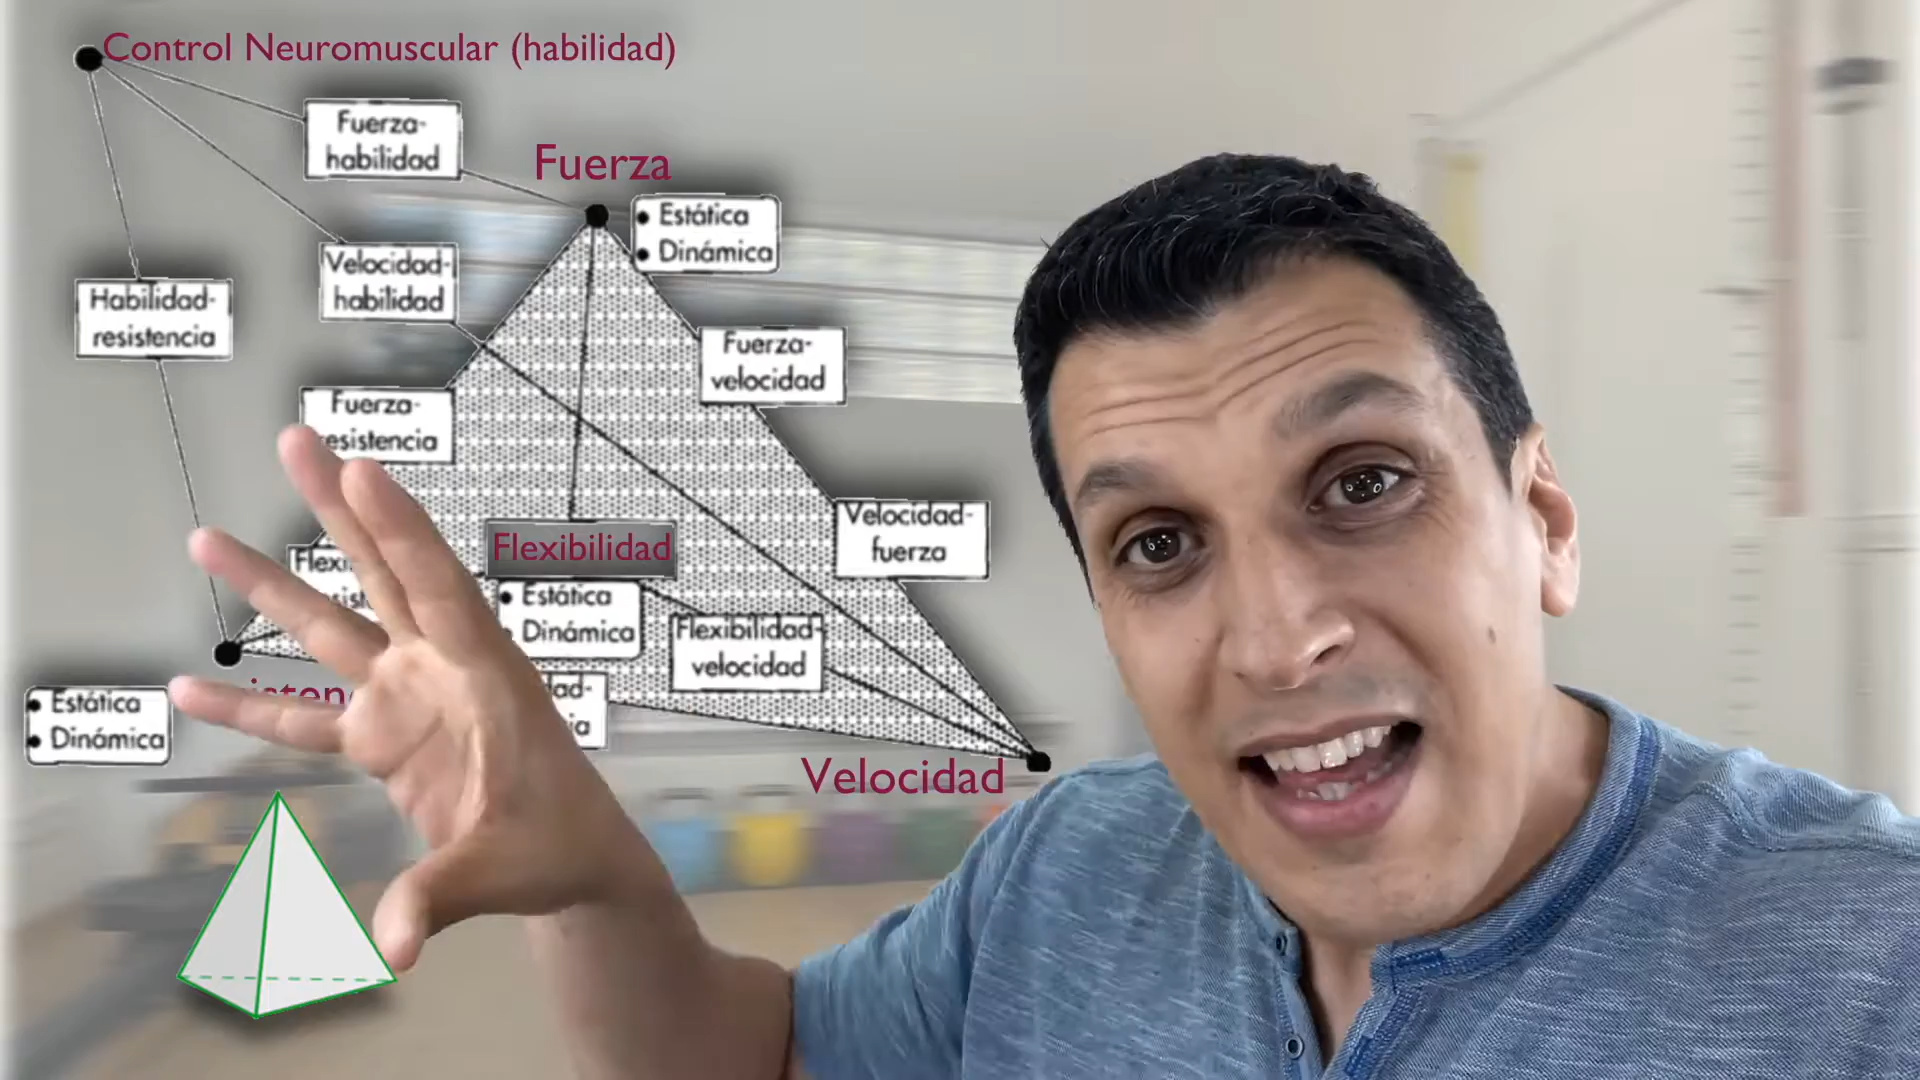 Control Neuromuscular (habilidad)
Fuerza-
habilidad
Fuerza
• Estática
• Dinámica
Velocidad-
habilidad
Habilidad-
resistencia
Fuerza-
velocidad
Fuerza-
resistencia
Velocidad-
fuerza
Flexibilidad
• Estática
Dinámica
Flexibilidad-
velocidad
• Estática
• Dinámica
Velocidad